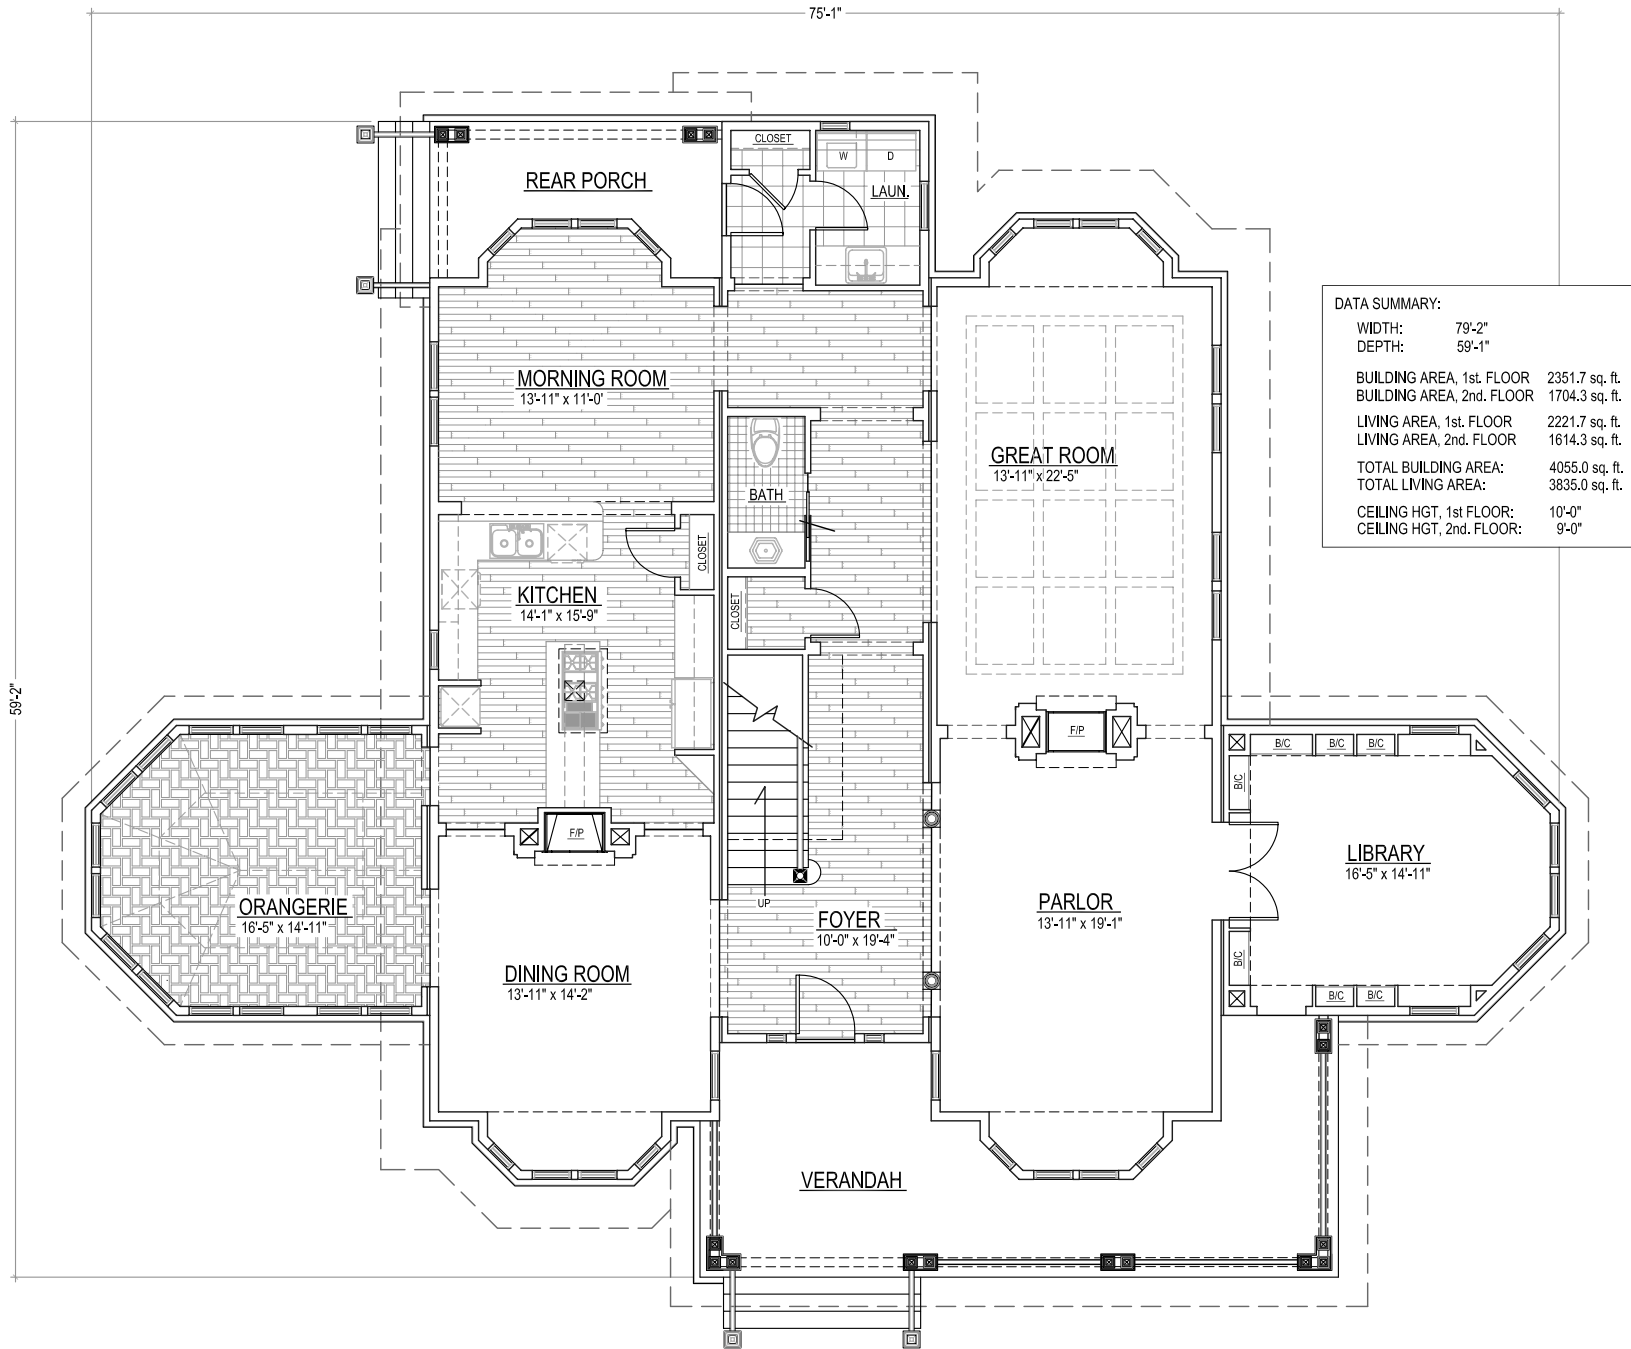 75'-1"
CLOSET
W
D
REAR PORCH
LAUN.
DATA SUMMARY:
WIDTH: 79'-2"
DEPTH: 59'-1"
BUILDING AREA, 1st. FLOOR 2351.7 sq. ft.
BUILDING AREA, 2nd. FLOOR 1704.3 sq. ft.
LIVING AREA, 1st. FLOOR 2221.7 sq. ft.
LIVING AREA, 2nd. FLOOR 1614.3 sq. ft.
TOTAL BUILDING AREA: 4055.0 sq. ft.
TOTAL LIVING AREA: 3835.0 sq. ft.
CEILING HGT, 1st FLOOR: 10'-0"
CEILING HGT, 2nd. FLOOR: 9'-0"
MORNING ROOM
13'-11" x 11'-0'
GREAT ROOM
13'-11" x 22'-5"
BATH
CLOSET
KITCHEN
14'-1" x 15'-9"
CLOSET
59'-2"
F/P
B/C
B/C
B/C
B/C
F/P
LIBRARY
16'-5" x 14'-11"
ORANGERIE
16'-5" x 14'-11"
UP
FOYER
10'-0" x 19'-4"
PARLOR
13'-11" x 19'-1"
B/C
DINING ROOM
13'-11" x 14'-2"
B/C
B/C
VERANDAH